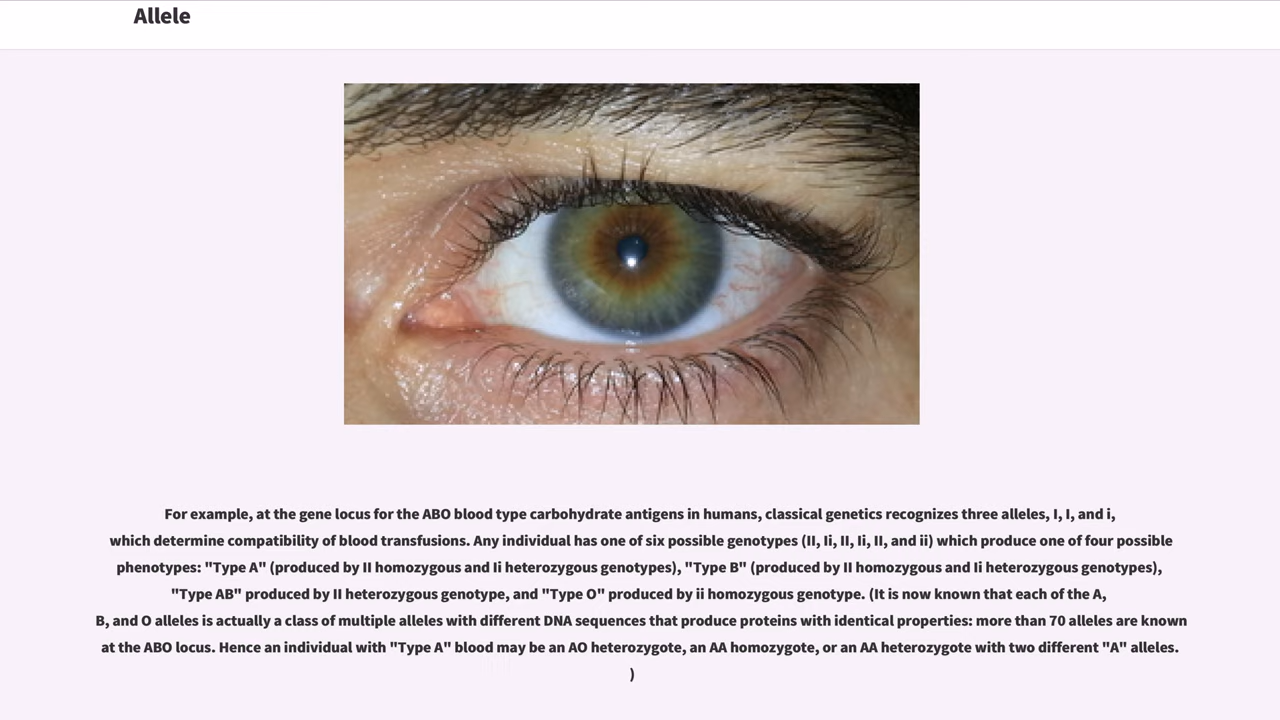 Allele
For example, at the gene locus for the ABO blood type carbohydrate antigens in humans, classical genetics recognizes three alleles, I, I, and i,
which determine compatibility of blood transfusions. Any individual has one of six possible genotypes (II, Ii, II, Ii, II, and ii) which produce one of four possible
phenotypes: "Type A" (produced by II homozygous and Ii heterozygous genotypes), "Type B" (produced by II homozygous and Ii heterozygous genotypes),
"Type AB" produced by II heterozygous genotype, and "Type O" produced by ii homozygous genotype. (It is now known that each of the A,
B, and O alleles is actually a class of multiple alleles with different DNA sequences that produce proteins with identical properties: more than 70 alleles are known
at the ABO locus. Hence an individual with "Type A" blood may be an AO heterozygote, an AA homozygote, or an AA heterozygote with two different "A" alleles.
)